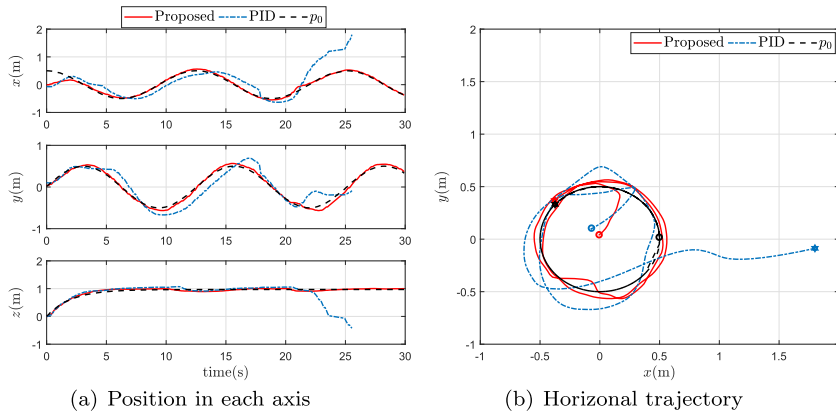 Proposed PID p0
2
1
0
-1
x(m)
0 5 10 15 20 25 30
1
0
-1
y(m)
0 5 10 15 20 25 30
2
1
0
-1
z(m)
0 5 10 15 20 25 30
time(s)
(a) Position in each axis
Proposed PID p0
2
1.5
1
0.5
0
-0.5
-1
y(m)
-1 -0.5 0 0.5 1 1.5 2
x(m)
(b) Horizonal trajectory